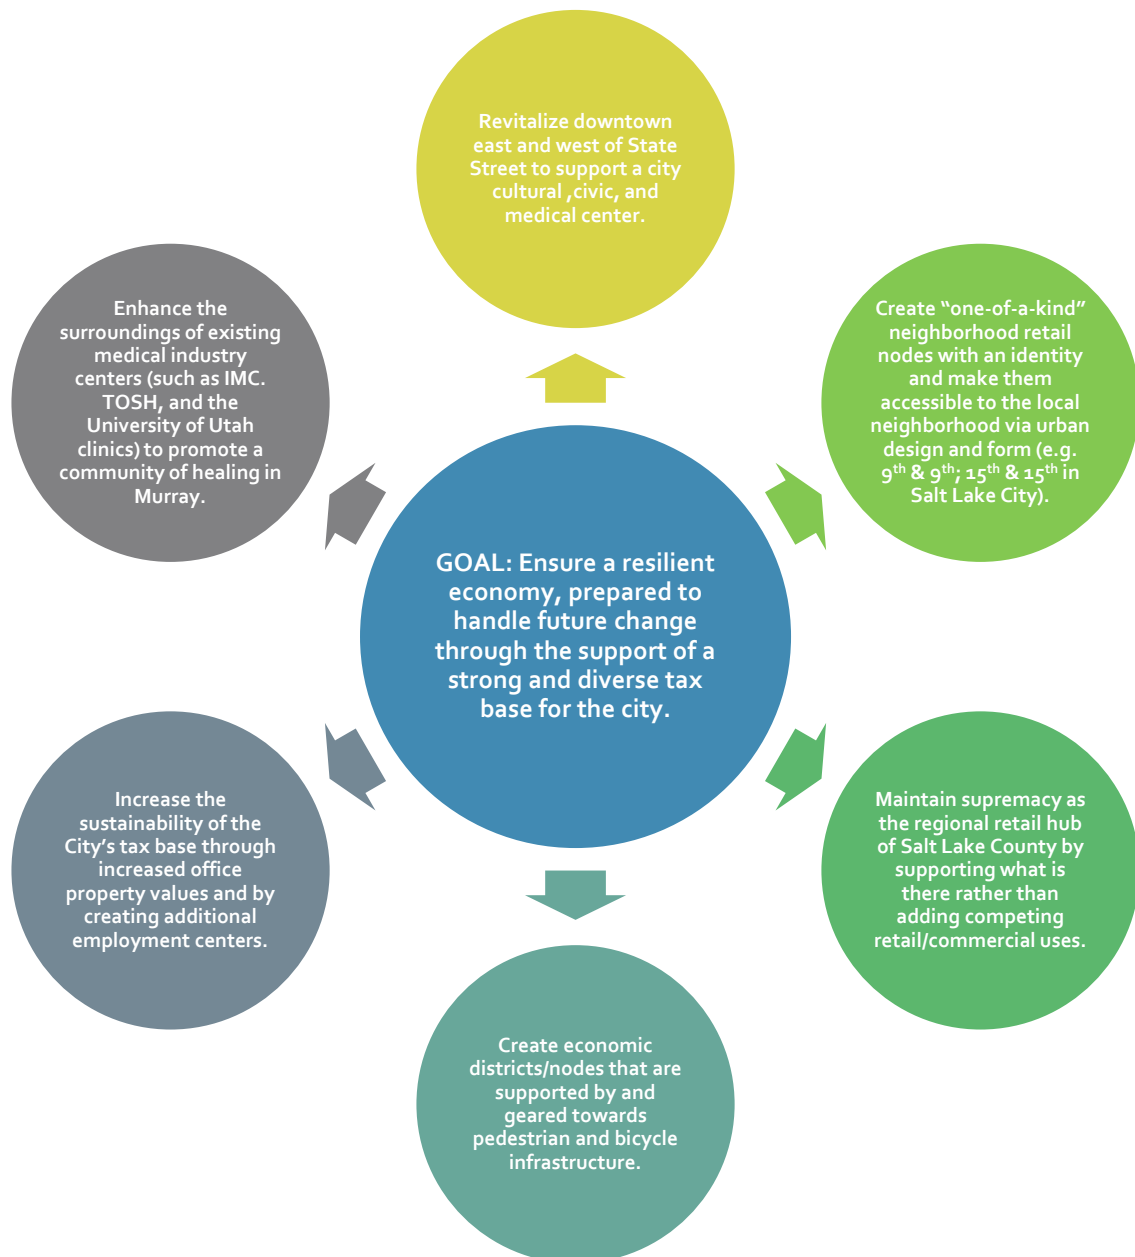 Revitalize downtown
east and west of State
Street to support a city
cultural ,civic, and
medical center.
Enhance the
surroundings of existing
medical industry
centers (such as IMC.
TOSH, and the
University of Utah
clinics) to promote a
community of healing in
Murray.
Create “one-of-a-kind”
neighborhood retail
nodes with an identity
and make them
accessible to the local
neighborhood via urban
design and form (e.g.
9th & 9th; 15th & 15th in
Salt Lake City).
GOAL: Ensure a resilient
economy, prepared to
handle future change
through the support of a
strong and diverse tax
base for the city.
Increase the
sustainability of the
City’s tax base through
increased office
property values and by
creating additional
employment centers.
Maintain supremacy as
the regional retail hub
of Salt Lake County by
supporting what is
there rather than
adding competing
retail/commercial uses.
Create economic
districts/nodes that are
supported by and
geared towards
pedestrian and bicycle
infrastructure.